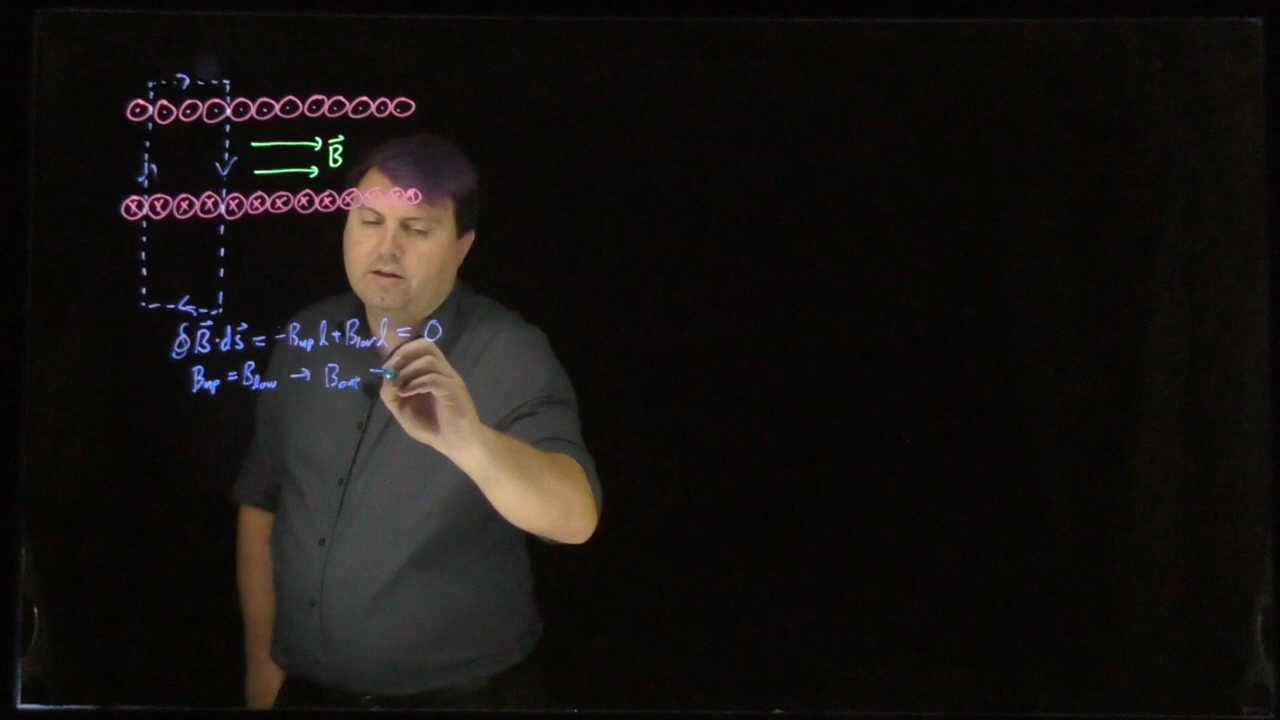 B⃗
∮ B⃗·ds⃗ = -B_up l + B_low l = 0
B_up = B_low → B_out